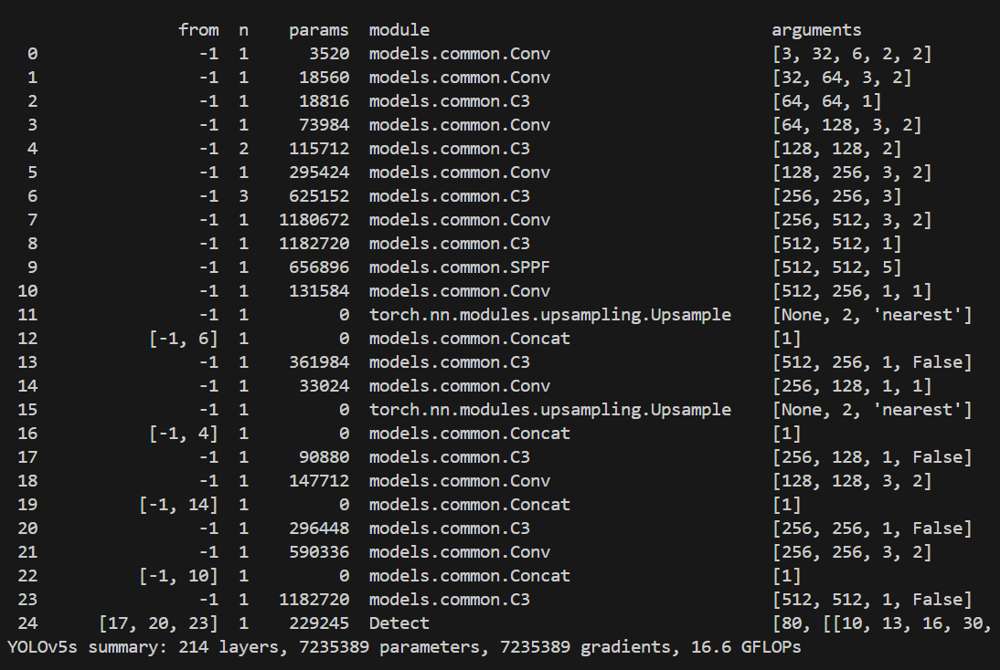 from n params module arguments
0 -1 1 3520 models.common.Conv [3, 32, 6, 2, 2]
1 -1 1 18560 models.common.Conv [32, 64, 3, 2]
2 -1 1 18816 models.common.C3 [64, 64, 1]
3 -1 1 73984 models.common.Conv [64, 128, 3, 2]
4 -1 2 115712 models.common.C3 [128, 128, 2]
5 -1 1 295424 models.common.Conv [128, 256, 3, 2]
6 -1 3 625152 models.common.C3 [256, 256, 3]
7 -1 1 1180672 models.common.Conv [256, 512, 3, 2]
8 -1 1 1182720 models.common.C3 [512, 512, 1]
9 -1 1 656896 models.common.SPPF [512, 512, 5]
10 -1 1 131584 models.common.Conv [512, 256, 1, 1]
11 -1 1 0 torch.nn.modules.upsampling.Upsample [None, 2, 'nearest']
12 [-1, 6] 1 0 models.common.Concat [1]
13 -1 1 361984 models.common.C3 [512, 256, 1, False]
14 -1 1 33024 models.common.Conv [256, 128, 1, 1]
15 -1 1 0 torch.nn.modules.upsampling.Upsample [None, 2, 'nearest']
16 [-1, 4] 1 0 models.common.Concat [1]
17 -1 1 90880 models.common.C3 [256, 128, 1, False]
18 -1 1 147712 models.common.Conv [128, 128, 3, 2]
19 [-1, 14] 1 0 models.common.Concat [1]
20 -1 1 296448 models.common.C3 [256, 256, 1, False]
21 -1 1 590336 models.common.Conv [256, 256, 3, 2]
22 [-1, 10] 1 0 models.common.Concat [1]
23 -1 1 1182720 models.common.C3 [512, 512, 1, False]
24 [17, 20, 23] 1 229245 Detect [80, [[10, 13, 16, 30,
YOLOv5s summary: 214 layers, 7235389 parameters, 7235389 gradients, 16.6 GFLOPs